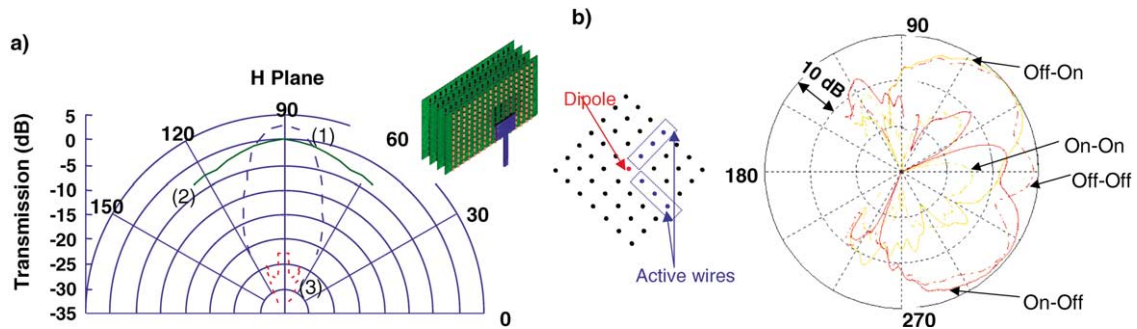 a)
H Plane
Transmission (dB)
5
0
-5
-10
-15
-20
-25
-30
-35
150
120
90
60
30
0
(1)
(2)
(3)
b)
Dipole
Active wires
10 dB
90
180
270
Off-On
On-On
Off-Off
On-Off